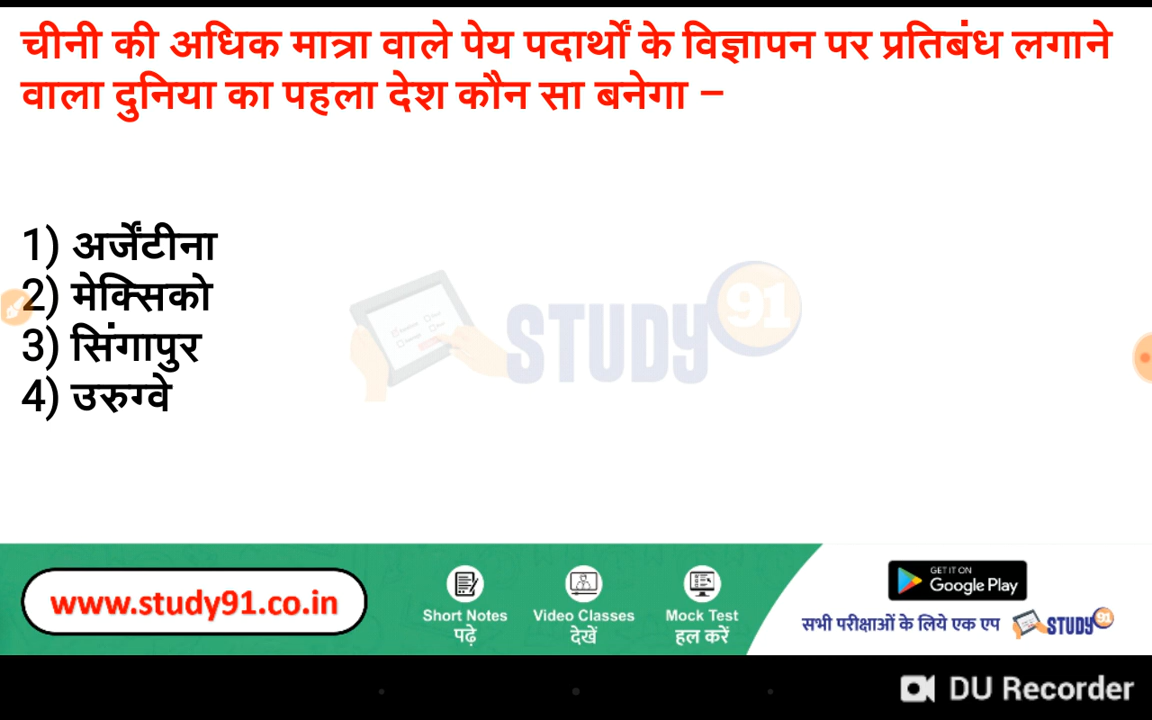 चीनी की अधिक मात्रा वाले पेय पदार्थों के विज्ञापन पर प्रतिबंध लगाने
वाला दुनिया का पहला देश कौन सा बनेगा –
1) अर्जेंटीना
2) मेक्सिको
3) सिंगापुर
4) उरुग्वे
STUDY 91
www.study91.co.in
Short Notes
पढ़े
Video Classes
देखें
Mock Test
हल करें
GET IT ON
Google Play
सभी परीक्षाओं के लिये एक एप
STUDY 91
DU Recorder